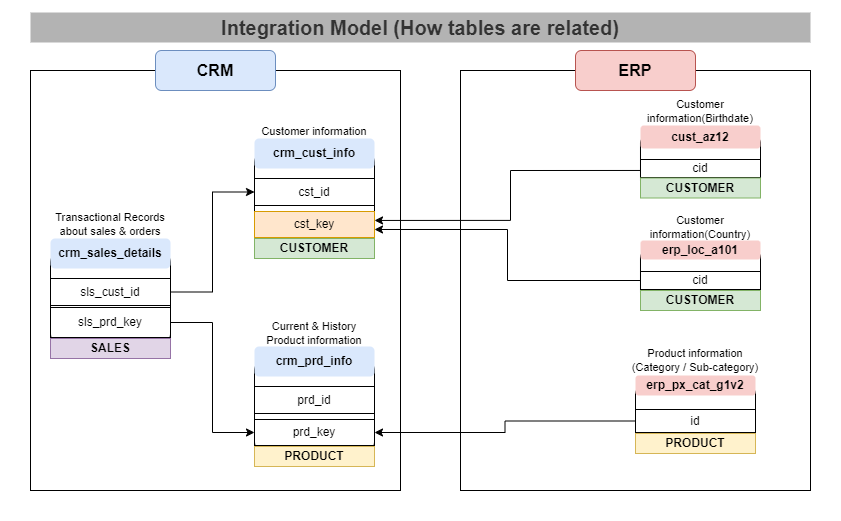 Integration Model (How tables are related)
CRM
Customer information
crm_cust_info
cst_id
cst_key
CUSTOMER
Transactional Records
about sales & orders
crm_sales_details
sls_cust_id
sls_prd_key
SALES
Current & History
Product information
crm_prd_info
prd_id
prd_key
PRODUCT
ERP
Customer
information(Birthdate)
cust_az12
cid
CUSTOMER
Customer
information(Country)
erp_loc_a101
cid
CUSTOMER
Product information
(Category / Sub-category)
erp_px_cat_g1v2
id
PRODUCT